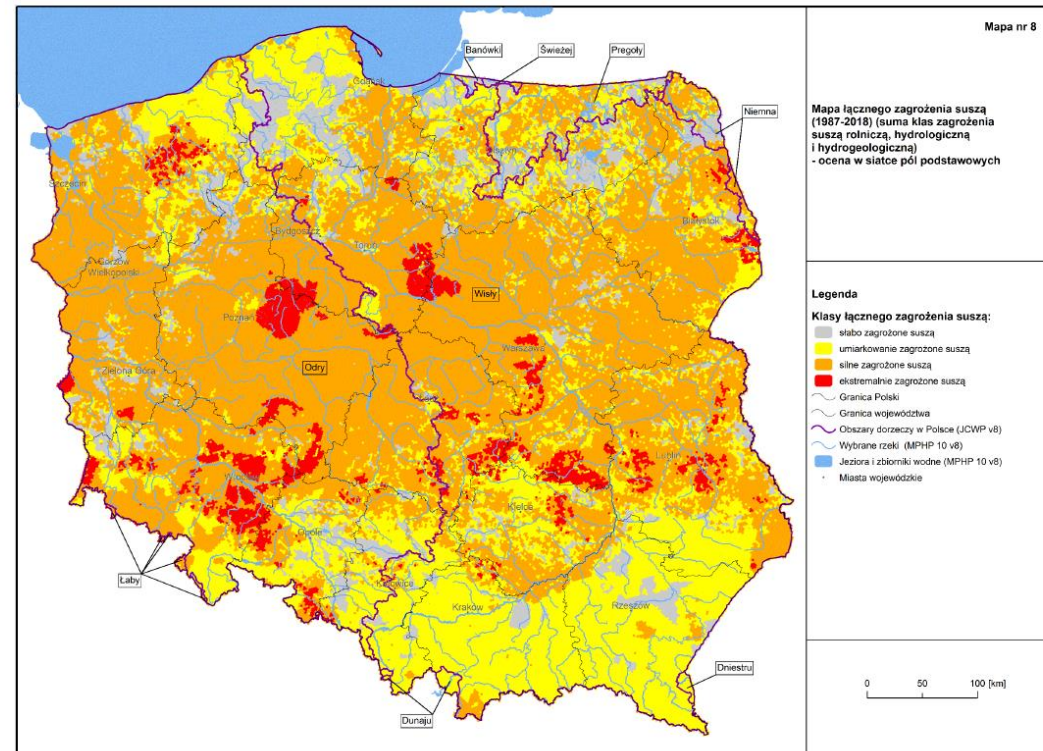 Mapa nr 8
Banówki
Świeżej
Pregoły
Niemna
Gdańsk
Olsztyn
Szczecin
Białystok
Bydgoszcz
Toruń
Gorzów
Wielkopolski
Wisły
Poznań
Warszawa
Odry
Zielona Góra
Łódź
Lublin
Wrocław
Kielce
Opole
Łaby
Katowice
Kraków
Rzeszów
Dniestru
Dunaju
Mapa łącznego zagrożenia suszą
(1987-2018) (suma klas zagrożenia
suszą rolniczą, hydrologiczną
i hydrogeologiczną)
- ocena w siatce pól podstawowych
Legenda
Klasy łącznego zagrożenia suszą:
słabo zagrożone suszą
umiarkowanie zagrożone suszą
silne zagrożone suszą
ekstremalnie zagrożone suszą
Granica Polski
Granica województwa
Obszary dorzeczy w Polsce (JCWP v8)
Wybrane rzeki (MPHP 10 v8)
Jeziora i zbiorniki wodne (MPHP 10 v8)
Miasta wojewódzkie
0 50 100 [km]